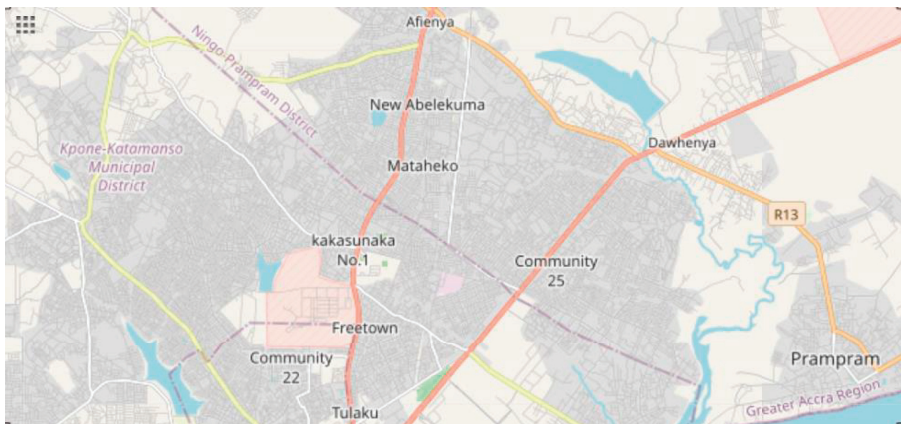 Afienya
Ningo-Prampram District
New Abelekuma
Dawhenya
Kpone-Katamanso
Municipal
District
Mataheko
R13
kakasunaka
No.1
Community
25
Freetown
Community
22
Prampram
Greater Accra Region
Tulaku